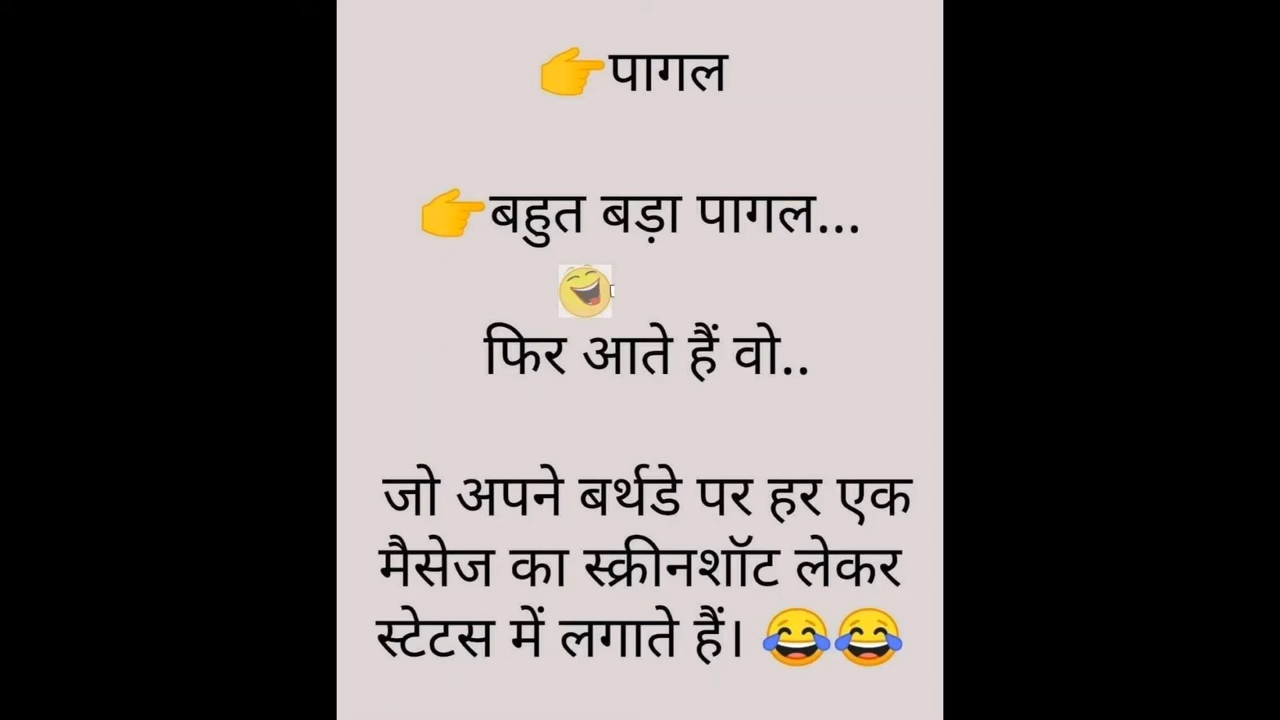 👉पागल
👉बहुत बड़ा पागल...
फिर आते हैं वो..
जो अपने बर्थडे पर हर एक
मैसेज का स्क्रीनशॉट लेकर
स्टेटस में लगाते हैं। 😂😂